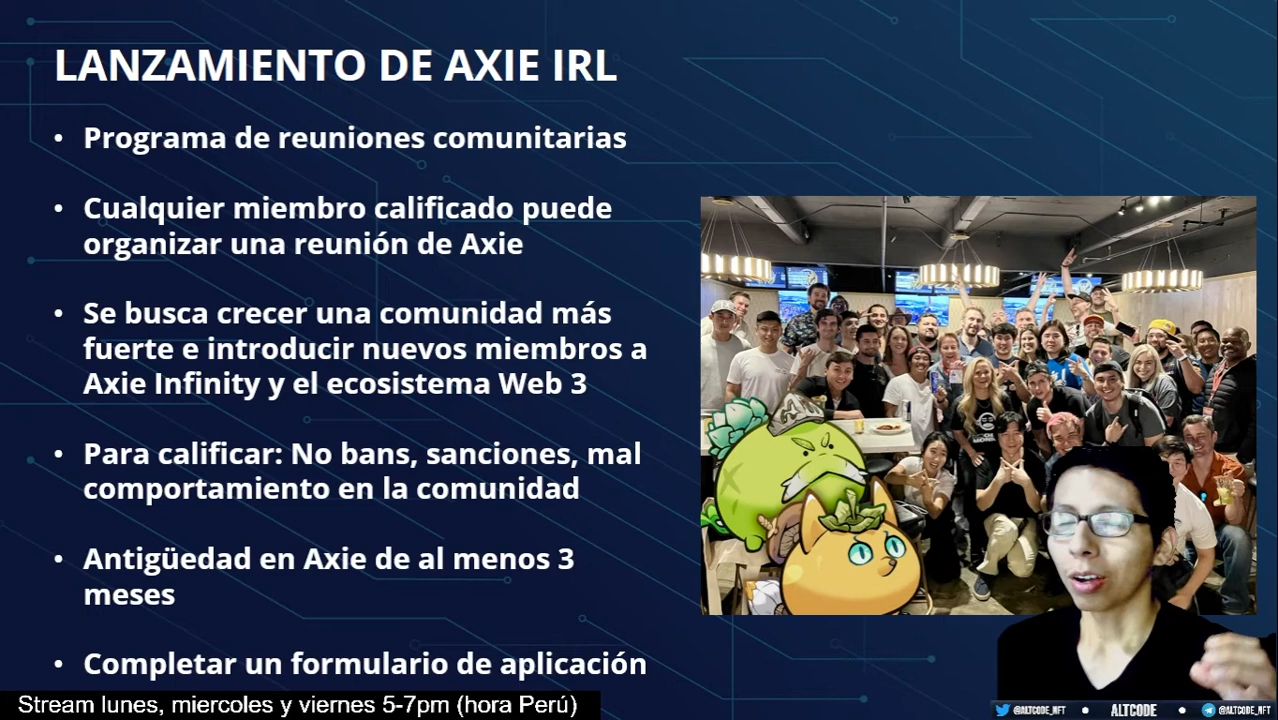 LANZAMIENTO DE AXIE IRL
• Programa de reuniones comunitarias
• Cualquier miembro calificado puede
organizar una reunión de Axie
• Se busca crecer una comunidad más
fuerte e introducir nuevos miembros a
Axie Infinity y el ecosistema Web 3
• Para calificar: No bans, sanciones, mal
comportamiento en la comunidad
• Antigüedad en Axie de al menos 3
meses
• Completar un formulario de aplicación
Stream lunes, miercoles y viernes 5-7pm (hora Perú)
@ALTCODE_NFT • ALTCODE • @ALTCODE_NFT